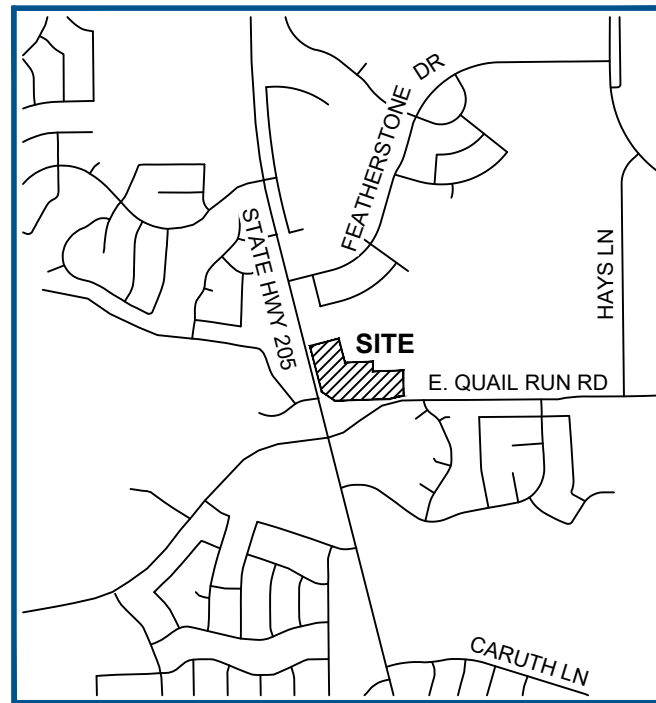 FEATHERSTONE DR
STATE HWY 205
HAYS LN
SITE
E. QUAIL RUN RD
CARUTH LN